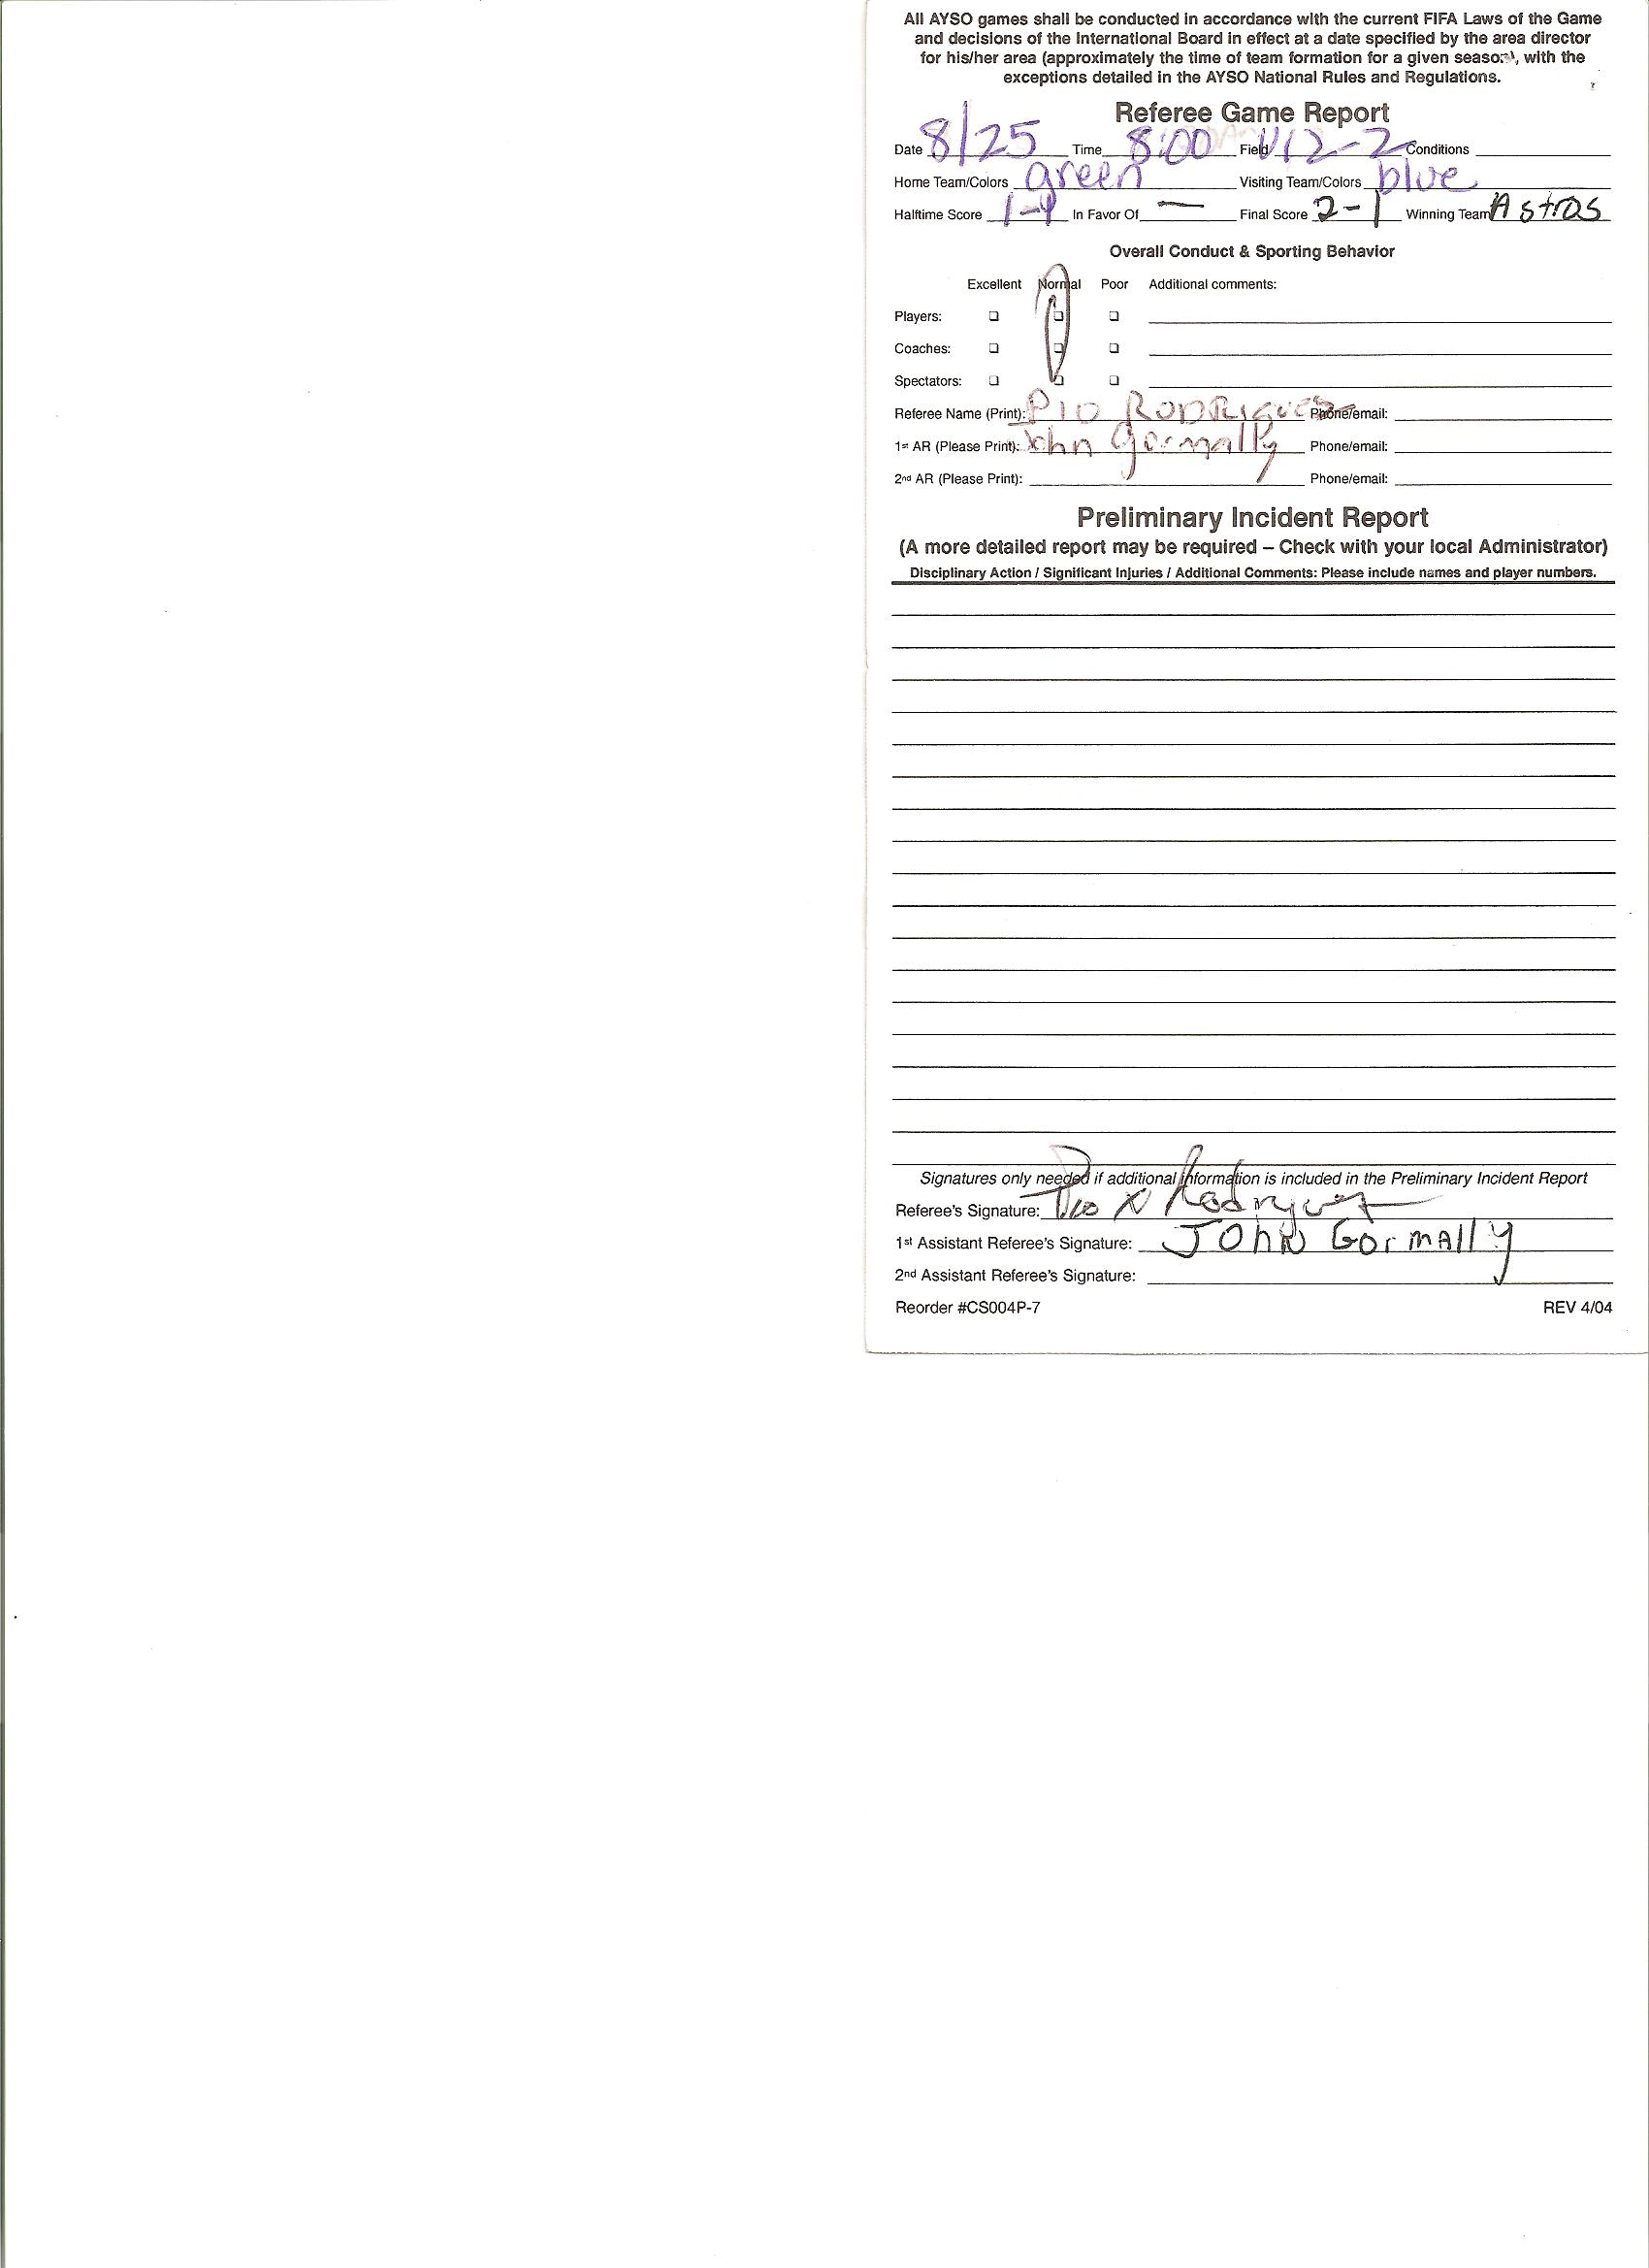 All AYSO games shall be conducted in accordance with the current FIFA Laws of the Game
and decisions of the International Board in effect at a date specified by the area director
for his/her area (approximately the time of team formation for a given season), with the
exceptions detailed in the AYSO National Rules and Regulations.
Referee Game Report
Date 8/25 Time 8:00 Field U12-2 Conditions
Home Team/Colors green Visiting Team/Colors blue
Halftime Score 1-1 In Favor Of — Final Score 2-1 Winning Team Astros
Overall Conduct & Sporting Behavior
Excellent Normal Poor Additional comments:
Players:
Coaches:
Spectators:
Referee Name (Print): PIO RODRIGUES Phone/email:
1st AR (Please Print): John Gormally Phone/email:
2nd AR (Please Print): Phone/email:
Preliminary Incident Report
(A more detailed report may be required – Check with your local Administrator)
Disciplinary Action / Significant Injuries / Additional Comments: Please include names and player numbers.
Signatures only needed if additional information is included in the Preliminary Incident Report
Referee's Signature: Pio X Rodrigues
1st Assistant Referee's Signature: JOhN GormAlly
2nd Assistant Referee's Signature:
Reorder #CS004P-7 REV 4/04